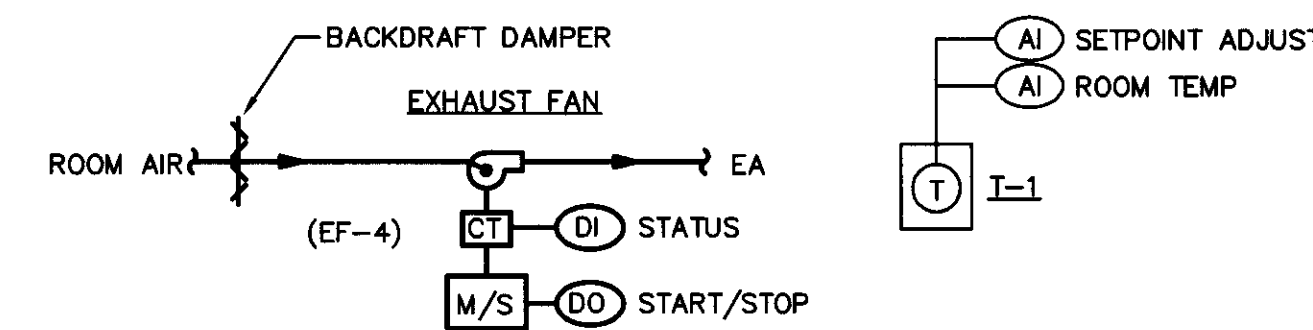 BACKDRAFT DAMPER
EXHAUST FAN
ROOM AIR
EA
(EF-4)
CT
DI
STATUS
M/S
DO
START/STOP
AI
SETPOINT ADJUST
AI
ROOM TEMP
T
T-1